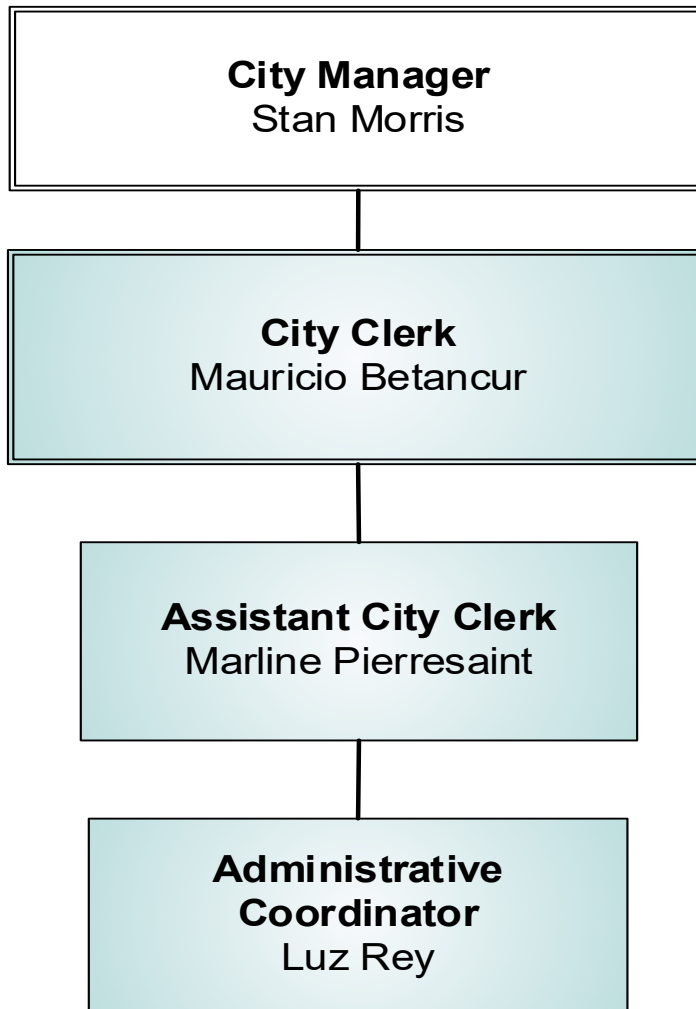 City Manager
Stan Morris
City Clerk
Mauricio Betancur
Assistant City Clerk
Marline Pierresaint
Administrative
Coordinator
Luz Rey